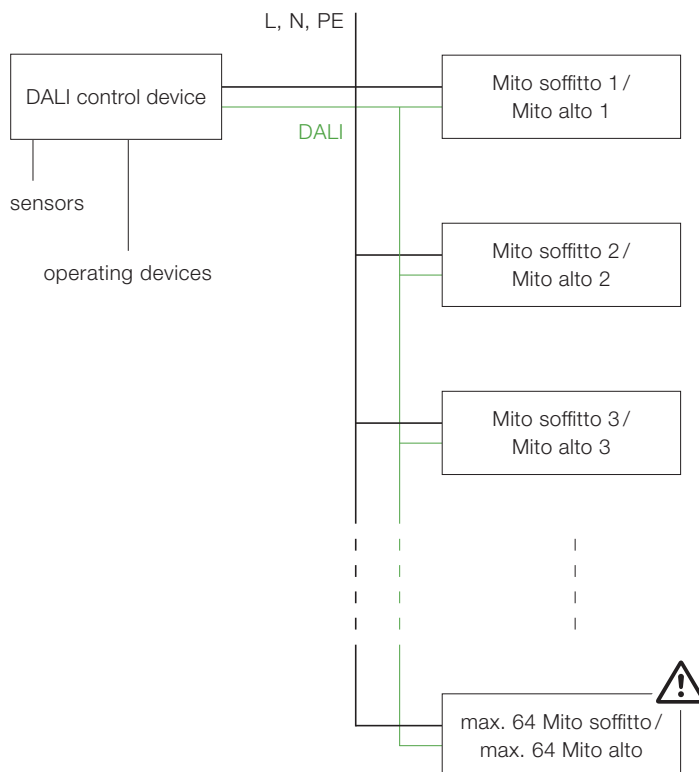 L, N, PE
DALI control device
Mito soffitto 1/
Mito alto 1
DALI
sensors
operating devices
Mito soffitto 2/
Mito alto 2
Mito soffitto 3/
Mito alto 3
max. 64 Mito soffitto/
max. 64 Mito alto